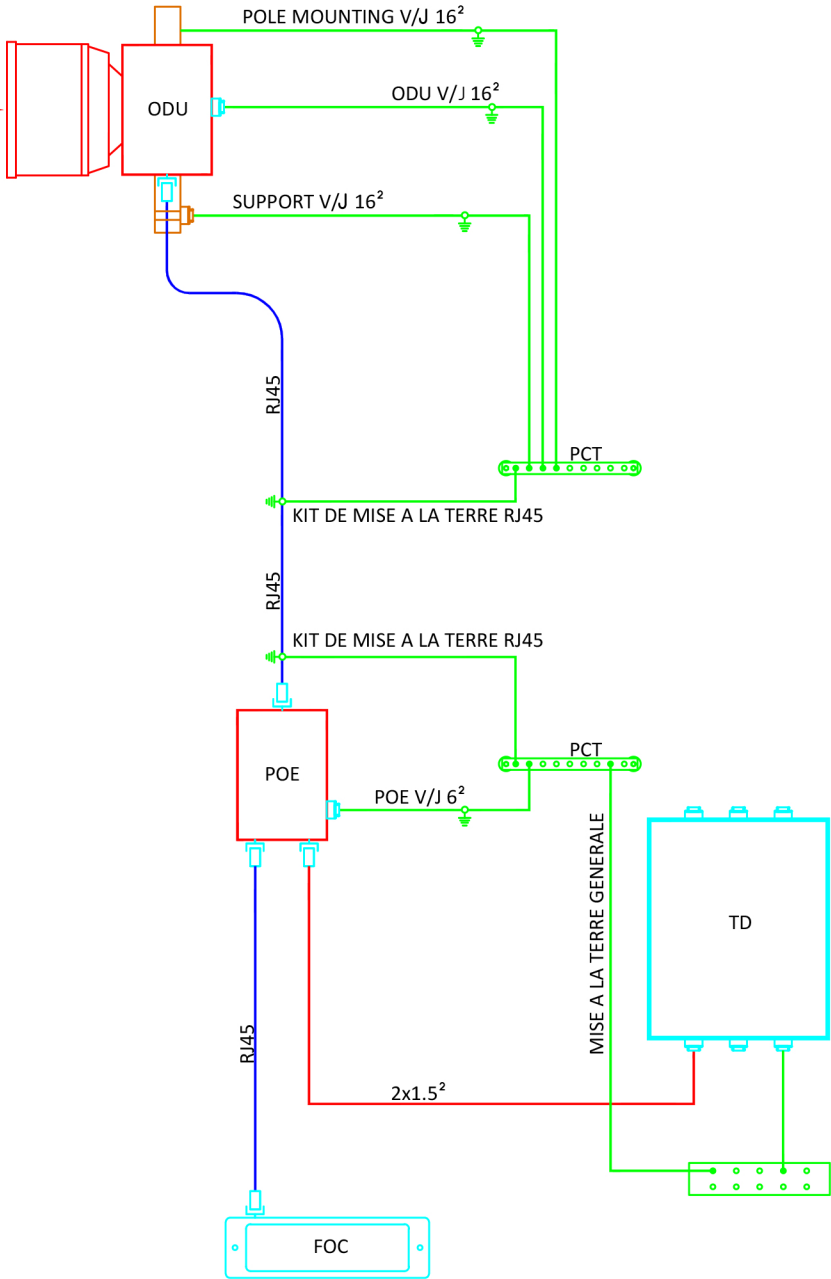 POLE MOUNTING V/J 16²
ODU
ODU V/J 16²
SUPPORT V/J 16²
RJ45
PCT
KIT DE MISE A LA TERRE RJ45
RJ45
KIT DE MISE A LA TERRE RJ45
PCT
POE
POE V/J 6²
MISE A LA TERRE GENERALE
TD
RJ45
2x1.5²
FOC